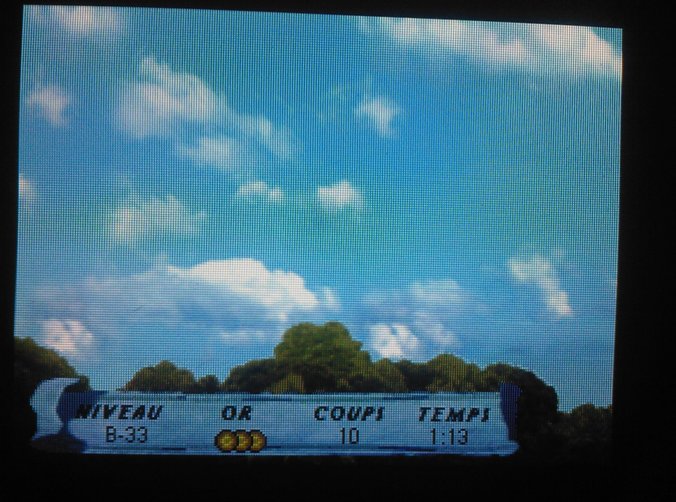 NIVEAU OR COUPS TEMPS
B-33 10 1:13